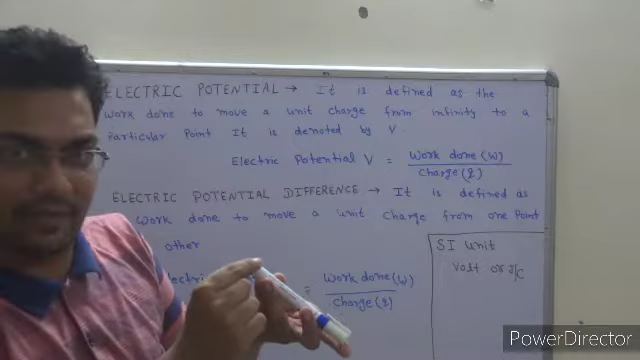 ELECTRIC POTENTIAL → It is defined as the
work done to move a unit charge from infinity to a
Particular Point It is denoted by V
Electric Potential V = Work done (W)
Charge (q)
ELECTRIC POTENTIAL DIFFERENCE → It is defined as
work done to move a unit charge from one Point
other
= Work done (W)
Charge (q)
SI unit
Volt or J/C
PowerDirector